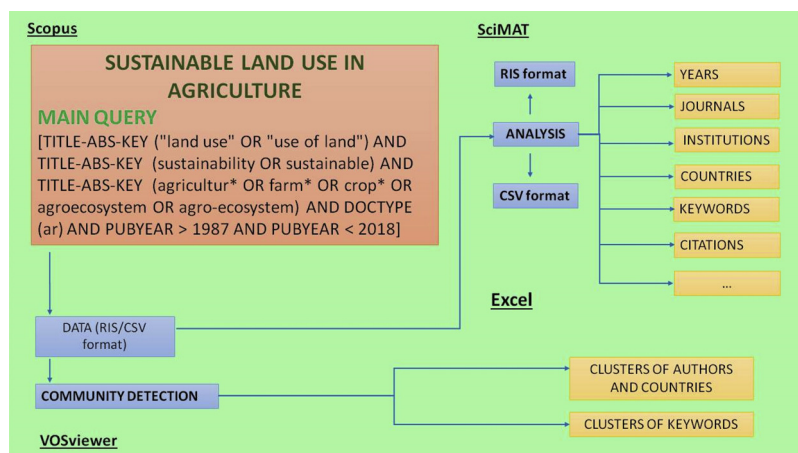 Scopus
SUSTAINABLE LAND USE IN
AGRICULTURE
MAIN QUERY
[TITLE-ABS-KEY ("land use" OR "use of land") AND
TITLE-ABS-KEY (sustainability OR sustainable) AND
TITLE-ABS-KEY (agricultur* OR farm* OR crop* OR
agroecosystem OR agro-ecosystem) AND DOCTYPE
(ar) AND PUBYEAR > 1987 AND PUBYEAR < 2018]
DATA (RIS/CSV
format)
COMMUNITY DETECTION
VOSviewer
SciMAT
RIS format
ANALYSIS
CSV format
Excel
YEARS
JOURNALS
INSTITUTIONS
COUNTRIES
KEYWORDS
CITATIONS
...
CLUSTERS OF AUTHORS
AND COUNTRIES
CLUSTERS OF KEYWORDS